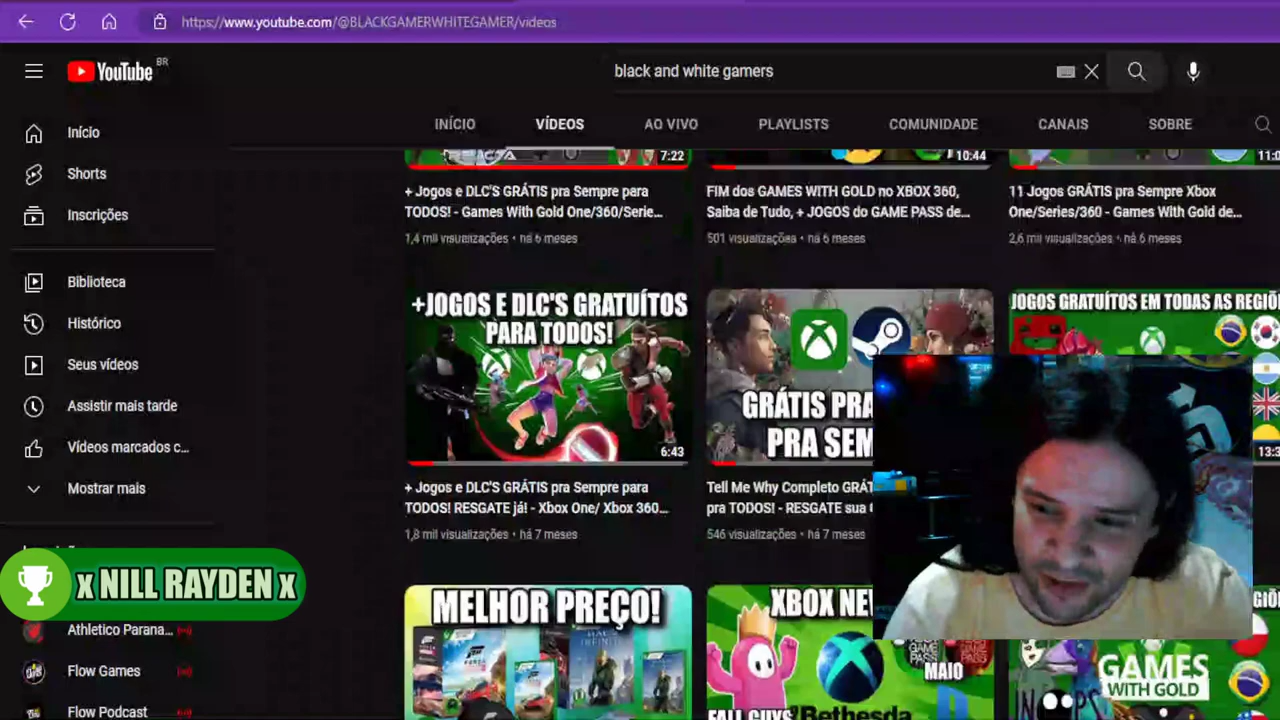 https://www.youtube.com/@BLACKGAMERWHITEGAMER/videos
YouTube BR
black and white gamers
Início
Shorts
Inscrições
Biblioteca
Histórico
Seus vídeos
Assistir mais tarde
Vídeos marcados c...
Mostrar mais
x NILL RAYDEN x
Athletico Parana...
Flow Games
Flow Podcast
INÍCIO VÍDEOS AO VIVO PLAYLISTS COMUNIDADE CANAIS SOBRE
7:22
10:44
+ Jogos e DLC'S GRÁTIS pra Sempre para
TODOS! - Games With Gold One/360/Serie...
1,4 mil visualizações • há 6 meses
FIM dos GAMES WITH GOLD no XBOX 360,
Saiba de Tudo, + JOGOS do GAME PASS de...
501 visualizações • há 6 meses
11 Jogos GRÁTIS pra Sempre Xbox
One/Series/360 - Games With Gold de...
2,6 mil visualizações • há 6 meses
+JOGOS E DLC'S GRATUÍTOS
PARA TODOS!
6:43
GRÁTIS PRA
PRA SEM
JOGOS GRATUÍTOS EM TODAS AS REGIÕ
+ Jogos e DLC'S GRÁTIS pra Sempre para
TODOS! RESGATE já! - Xbox One/ Xbox 360...
1,8 mil visualizações • há 7 meses
Tell Me Why Completo GRÁ
pra TODOS! - RESGATE sua
546 visualizações • há 7 meses
MELHOR PREÇO!
XBOX NE
GAME PASS
MAIO
FALL GUYS
Bethesda
GAMES
WITH GOLD